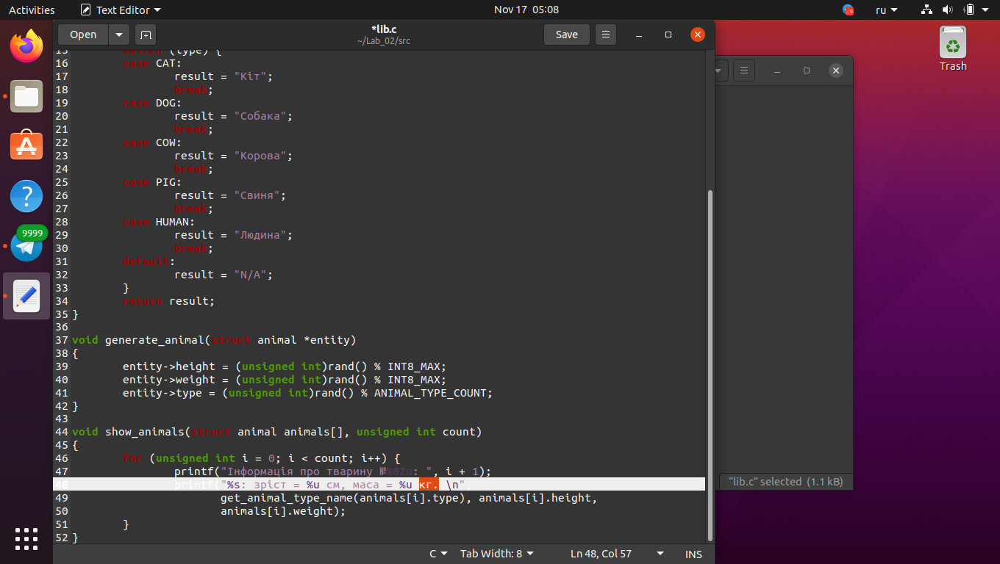 Activities
Text Editor
Nov 17 05:08
ru
Open
*lib.c
~/Lab_02/src
Save
Trash
9999
15 switch (type) {
16 case CAT:
17 result = "Кіт";
18 break;
19 case DOG:
20 result = "Собака";
21 break;
22 case COW:
23 result = "Корова";
24 break;
25 case PIG:
26 result = "Свиня";
27 break;
28 case HUMAN:
29 result = "Людина";
30 break;
31 default:
32 result = "N/A";
33 }
34 return result;
35 }
36
37 void generate_animal(struct animal *entity)
38 {
39 entity->height = (unsigned int)rand() % INT8_MAX;
40 entity->weight = (unsigned int)rand() % INT8_MAX;
41 entity->type = (unsigned int)rand() % ANIMAL_TYPE_COUNT;
42 }
43
44 void show_animals(struct animal animals[], unsigned int count)
45 {
46 for (unsigned int i = 0; i < count; i++) {
47 printf("Інформація про тварину №%02u: ", i + 1);
48 printf("%s: зріст = %u см, маса = %u кг. \n",
49 get_animal_type_name(animals[i].type), animals[i].height,
50 animals[i].weight);
51 }
52 }
"lib.c" selected (1.1 kB)
C
Tab Width: 8
Ln 48, Col 57
INS